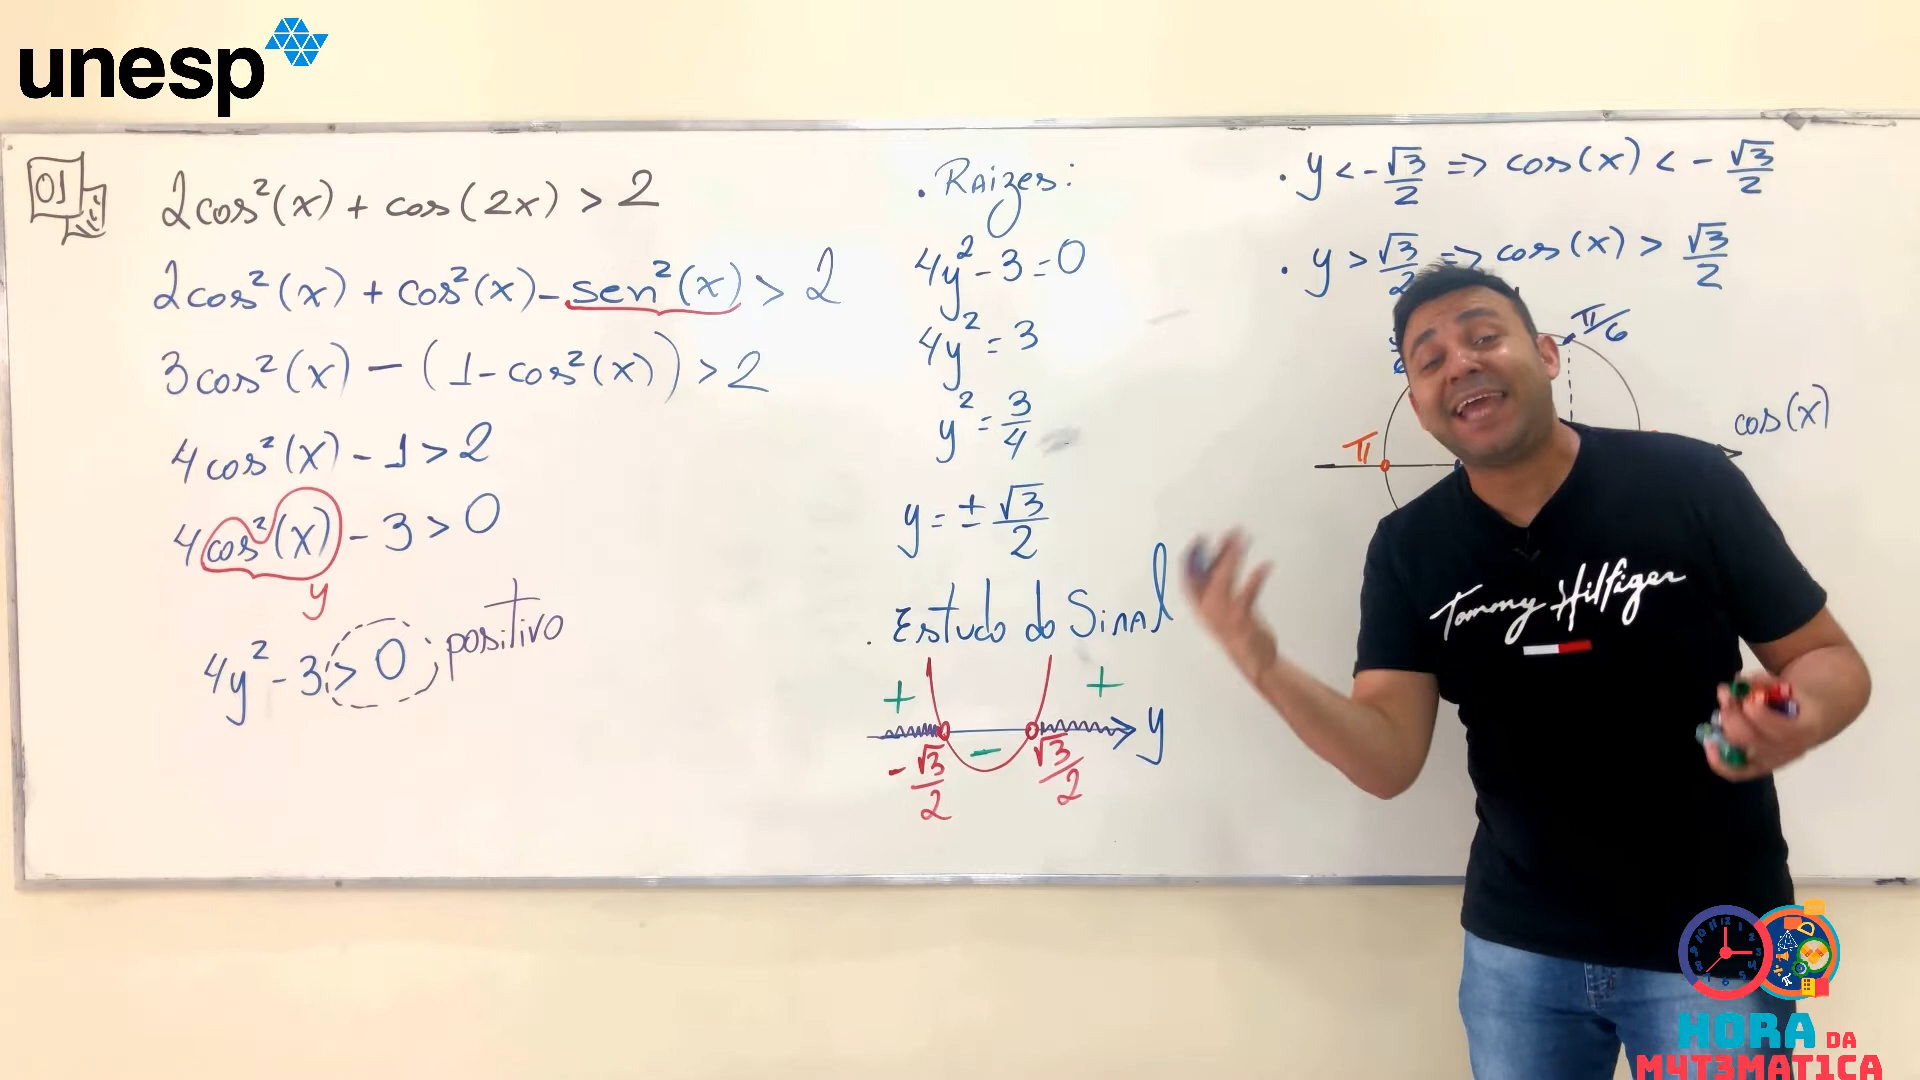 unesp
01
2cos²(x) + cos(2x) > 2
2cos²(x) + cos²(x) - sen²(x) > 2
3cos²(x) - (1 - cos²(x)) > 2
4cos²(x) - 1 > 2
4cos²(x) - 3 > 0
y
4y² - 3 > 0 positivo
. Raizes:
4y² - 3 = 0
4y² = 3
y² = 3/4
y = ± √3/2
. Estudo do Sinal
+ - +
-√3/2 √3/2 y
. y < -√3/2 => cos(x) < -√3/2
. y > √3/2 => cos(x) > √3/2
π/6
cos(x)
π
Tommy Hilfiger
HORA DA
M4T3M4T1CA